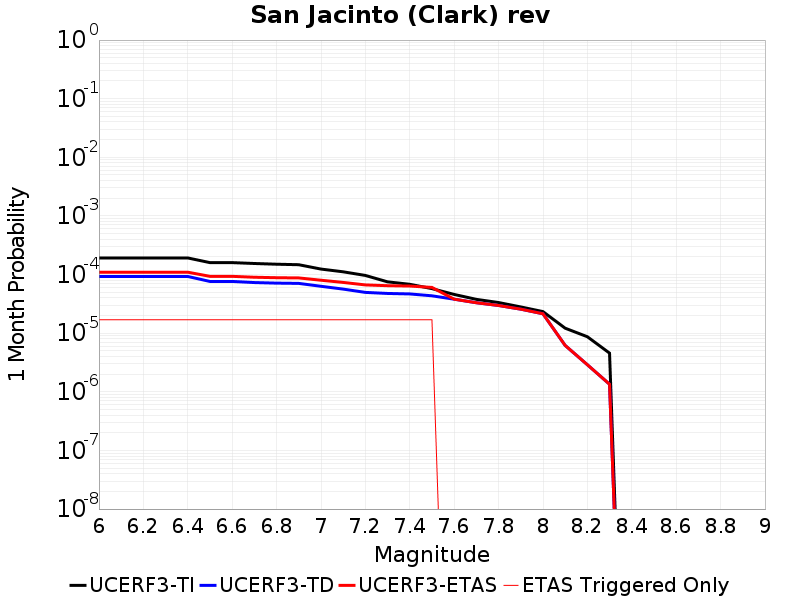 San Jacinto (Clark) rev
10^0
10^-1
10^-2
10^-3
10^-4
10^-5
10^-6
10^-7
10^-8
1 Month Probability
6 6.2 6.4 6.6 6.8 7 7.2 7.4 7.6 7.8 8 8.2 8.4 8.6 8.8 9
Magnitude
UCERF3-TI UCERF3-TD UCERF3-ETAS ETAS Triggered Only